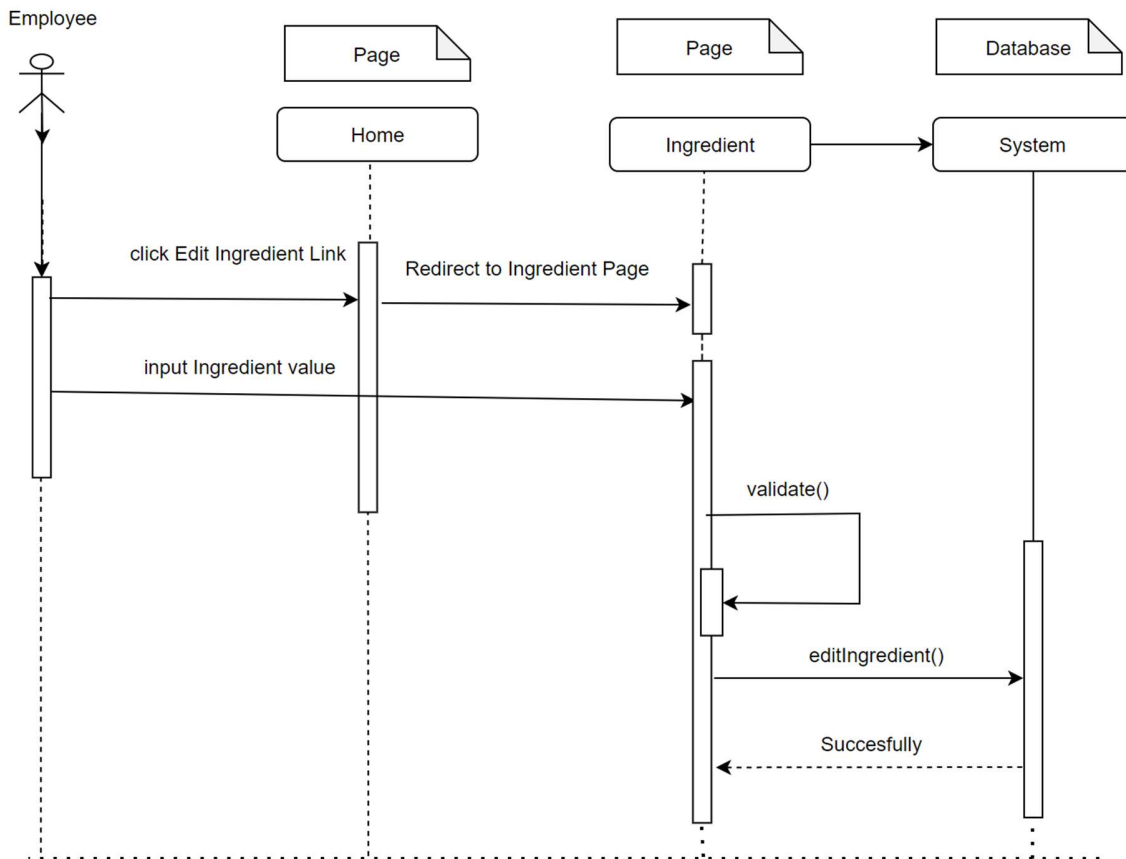 Employee
Page
Page
Database
Home
Ingredient
System
click Edit Ingredient Link
Redirect to Ingredient Page
input Ingredient value
validate()
editIngredient()
Succesfully